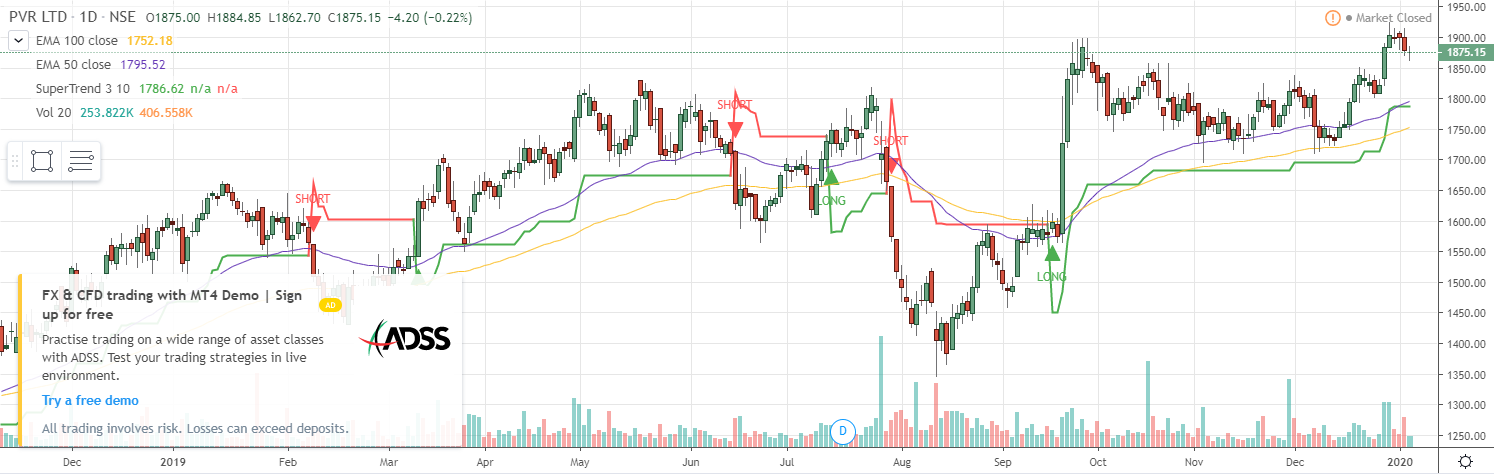 PVR LTD · 1D · NSE O1875.00 H1884.85 L1862.70 C1875.15 −4.20 (−0.22%)
Market Closed
EMA 100 close 1752.18
EMA 50 close 1795.52
SuperTrend 3 10 1786.62 n/a n/a
Vol 20 253.822K 406.558K
1950.00
1900.00
1875.15
1850.00
1800.00
1750.00
1700.00
1650.00
1600.00
1550.00
1500.00
1450.00
1400.00
1350.00
1300.00
1250.00
SHORT
SHORT
SHORT
LONG
LONG
FX & CFD trading with MT4 Demo | Sign
up for free
AD
Practise trading on a wide range of asset classes
with ADSS. Test your trading strategies in live
environment.
ADSS
Try a free demo
All trading involves risk. Losses can exceed deposits.
D
Dec 2019 Feb Mar Apr May Jun Jul Aug Sep Oct Nov Dec 2020